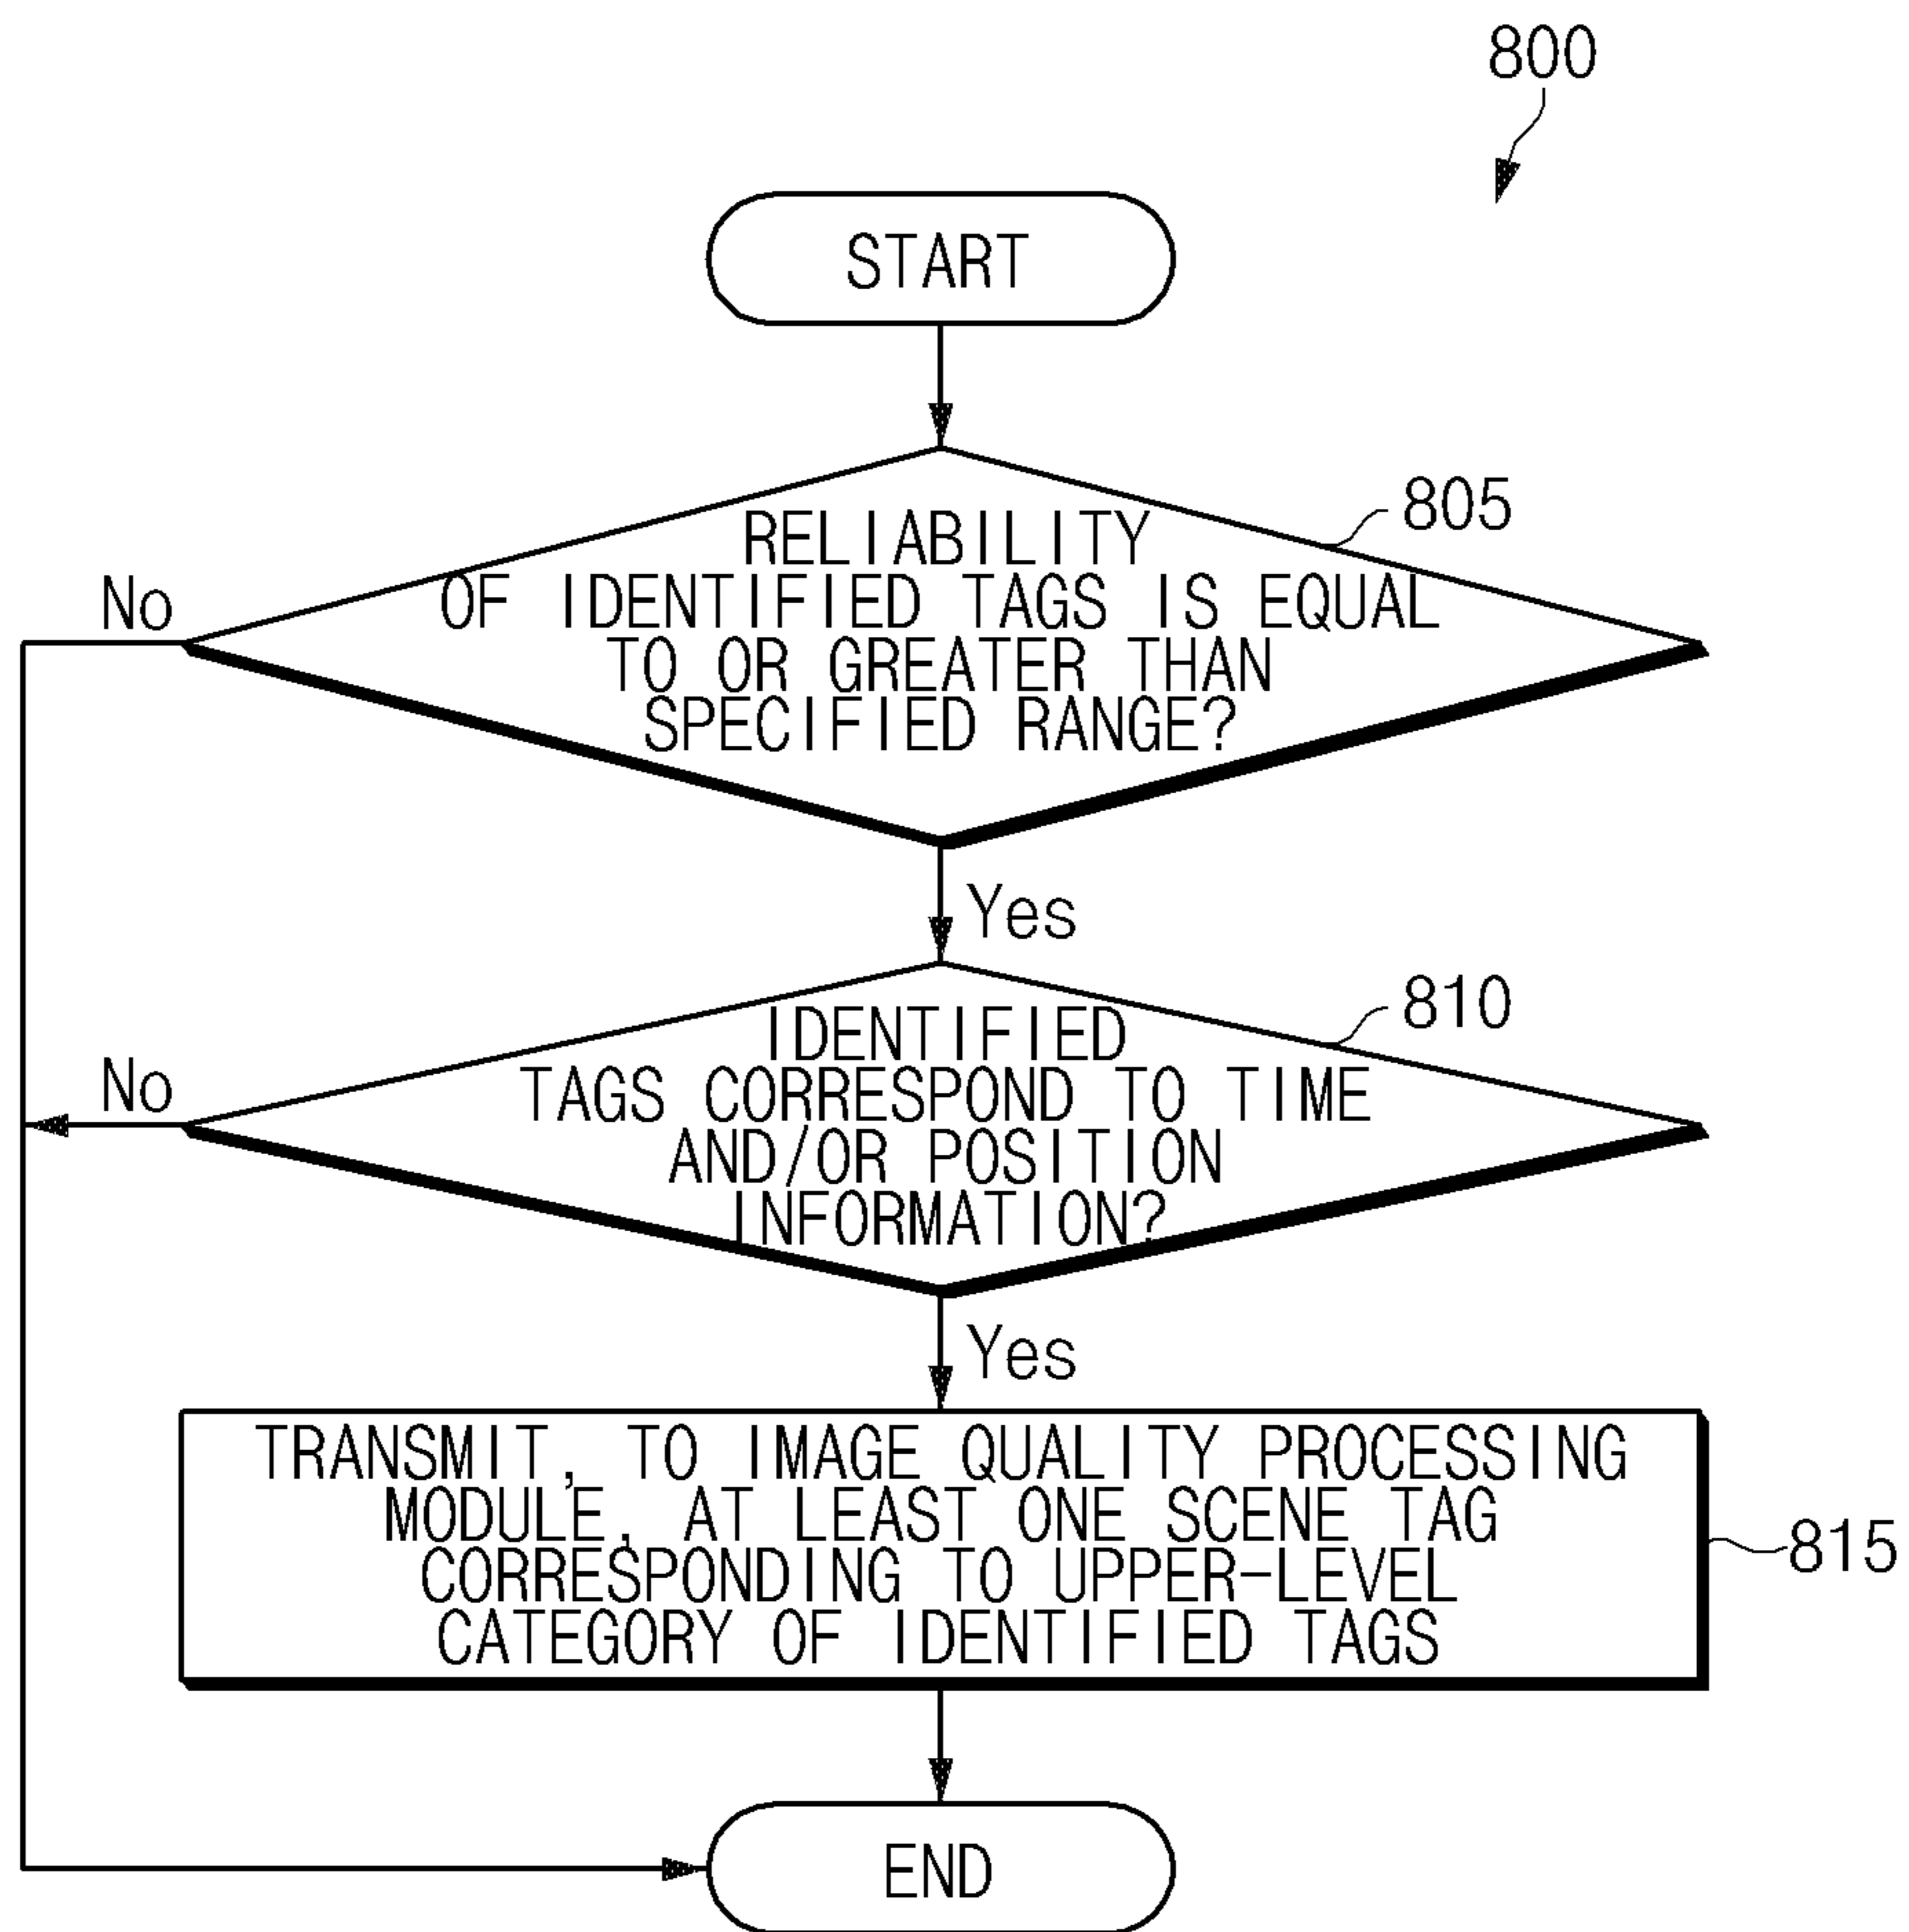 800
START
805
RELIABILITY
OF IDENTIFIED TAGS IS EQUAL
TO OR GREATER THAN
SPECIFIED RANGE?
No
Yes
810
IDENTIFIED
TAGS CORRESPOND TO TIME
AND/OR POSITION
INFORMATION?
No
Yes
TRANSMIT, TO IMAGE QUALITY PROCESSING
MODULE, AT LEAST ONE SCENE TAG
CORRESPONDING TO UPPER-LEVEL
CATEGORY OF IDENTIFIED TAGS
815
END